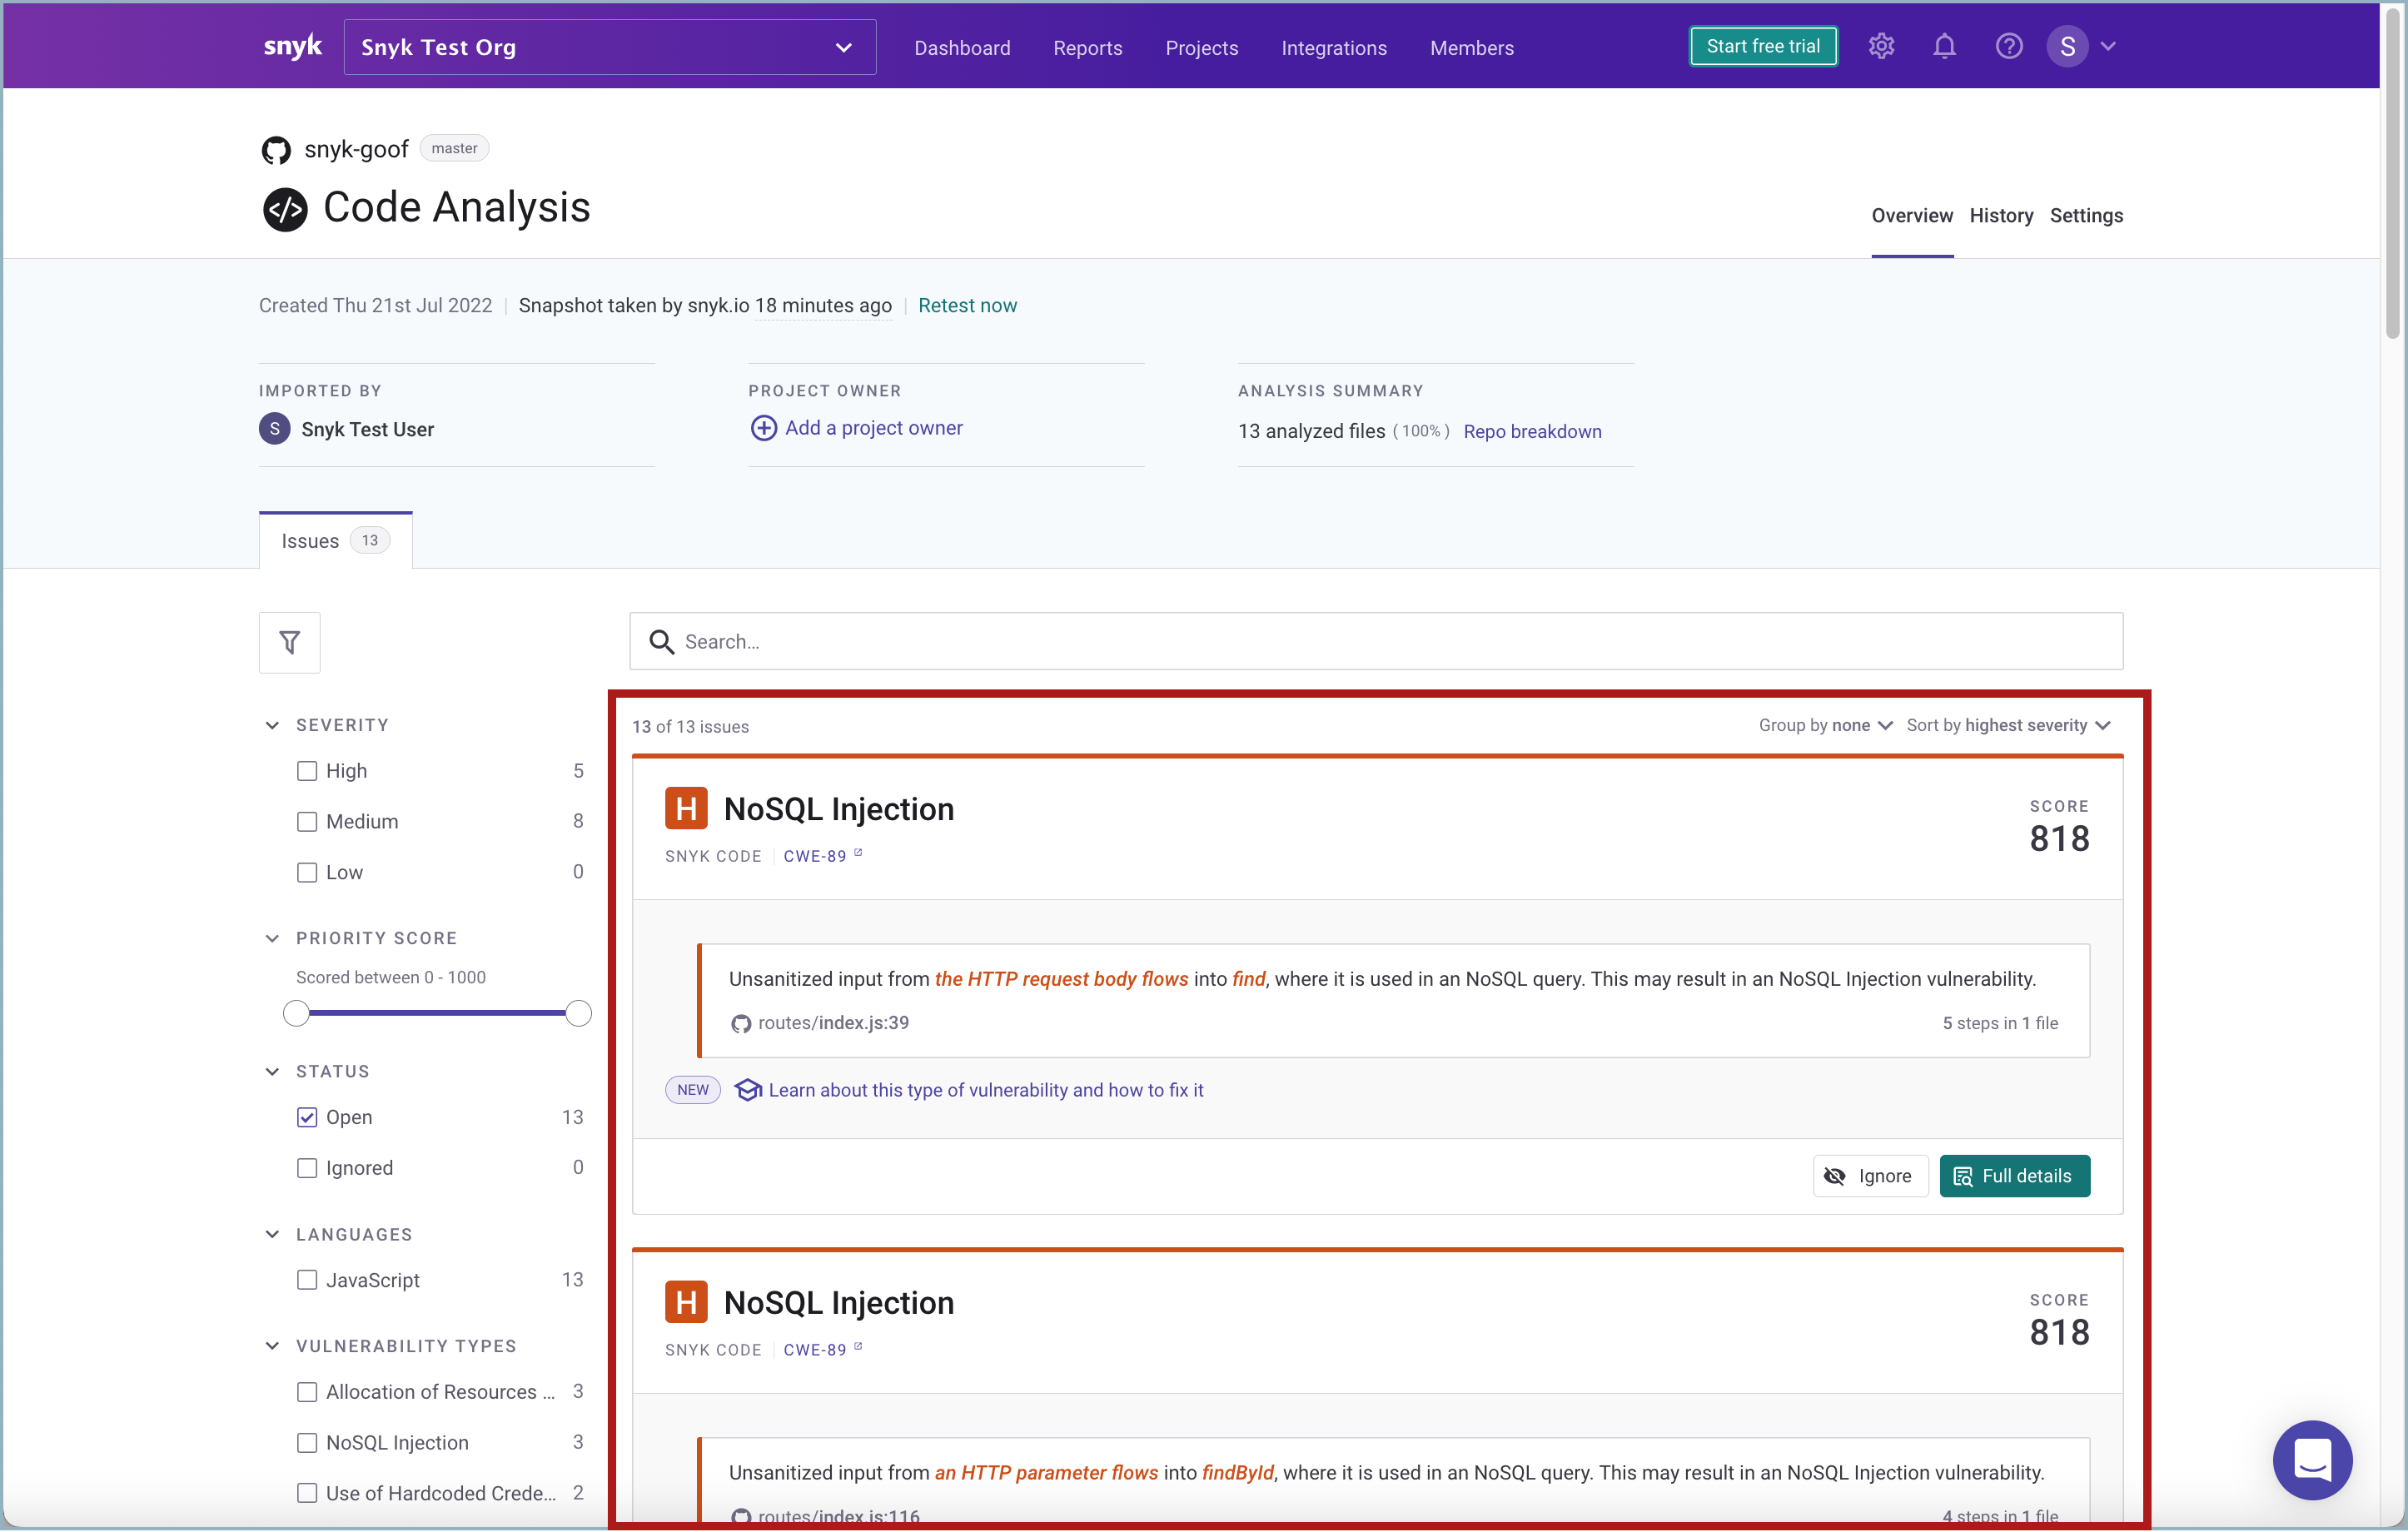 snyk Snyk Test Org Dashboard Reports Projects Integrations Members Start free trial S
snyk-goof master
Code Analysis
Overview History Settings
Created Thu 21st Jul 2022 Snapshot taken by snyk.io 18 minutes ago Retest now
IMPORTED BY
S Snyk Test User
PROJECT OWNER
Add a project owner
ANALYSIS SUMMARY
13 analyzed files (100%) Repo breakdown
Issues 13
Search...
SEVERITY
High 5
Medium 8
Low 0
PRIORITY SCORE
Scored between 0 - 1000
STATUS
Open 13
Ignored 0
LANGUAGES
JavaScript 13
VULNERABILITY TYPES
Allocation of Resources ... 3
NoSQL Injection 3
Use of Hardcoded Crede... 2
13 of 13 issues Group by none Sort by highest severity
H NoSQL Injection
SNYK CODE CWE-89
SCORE
818
Unsanitized input from the HTTP request body flows into find, where it is used in an NoSQL query. This may result in an NoSQL Injection vulnerability.
routes/index.js:39 5 steps in 1 file
NEW Learn about this type of vulnerability and how to fix it
Ignore Full details
H NoSQL Injection
SNYK CODE CWE-89
SCORE
818
Unsanitized input from an HTTP parameter flows into findById, where it is used in an NoSQL query. This may result in an NoSQL Injection vulnerability.
routes/index.js:116 4 steps in 1 file